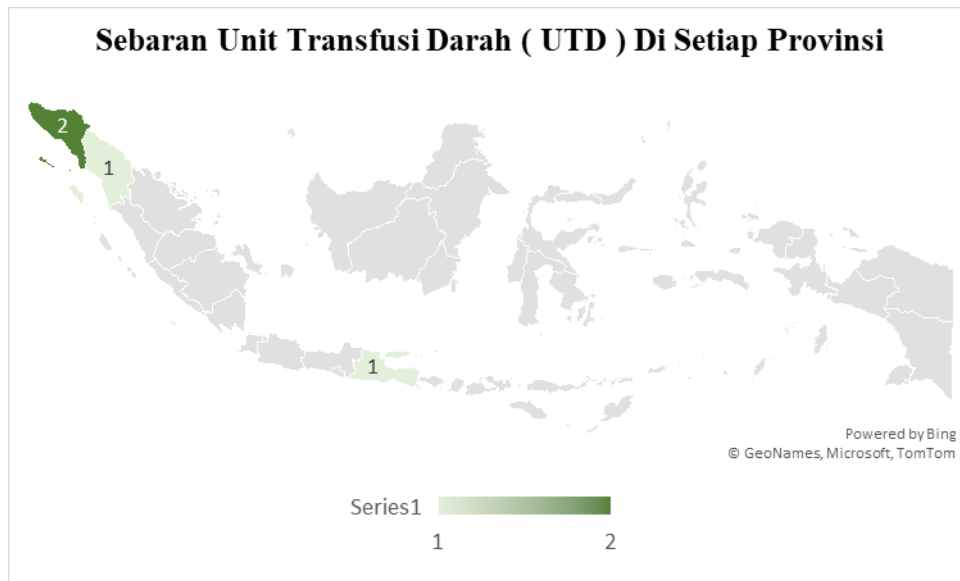 Sebaran Unit Transfusi Darah ( UTD ) Di Setiap Provinsi
2
1
1
Powered by Bing
© GeoNames, Microsoft, TomTom
Series1
1 2